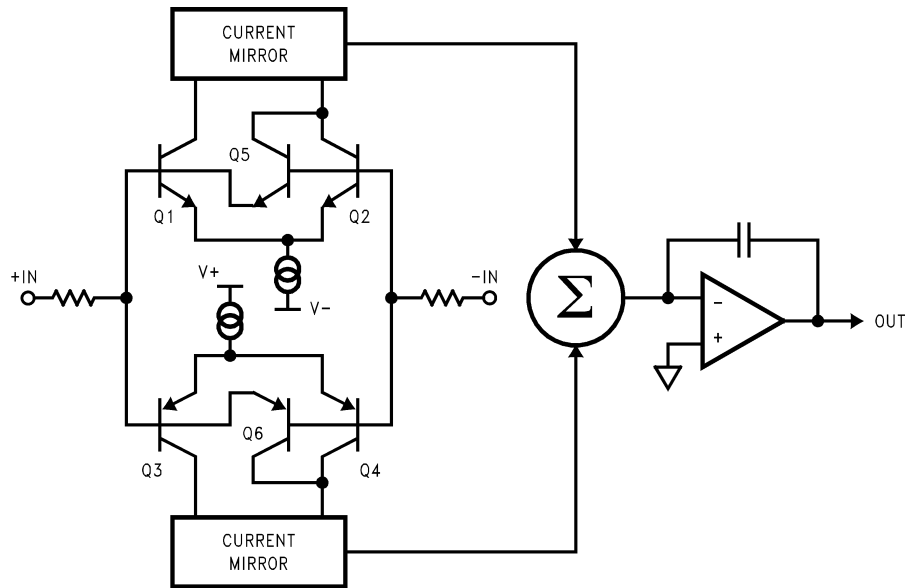 CURRENT
MIRROR
Q5
Q1
Q2
+IN
V+
V-
-IN
Σ
-
+
OUT
Q3
Q6
Q4
CURRENT
MIRROR